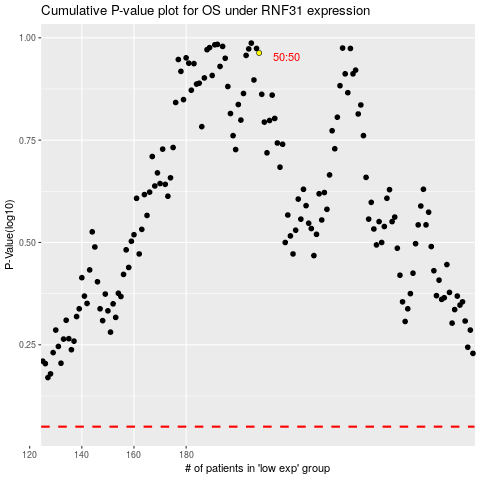 Cumulative P-value plot for OS under RNF31 expression
P-Value(log10)
1.00
0.75
0.50
0.25
50:50
120 140 160 180
# of patients in 'low exp' group